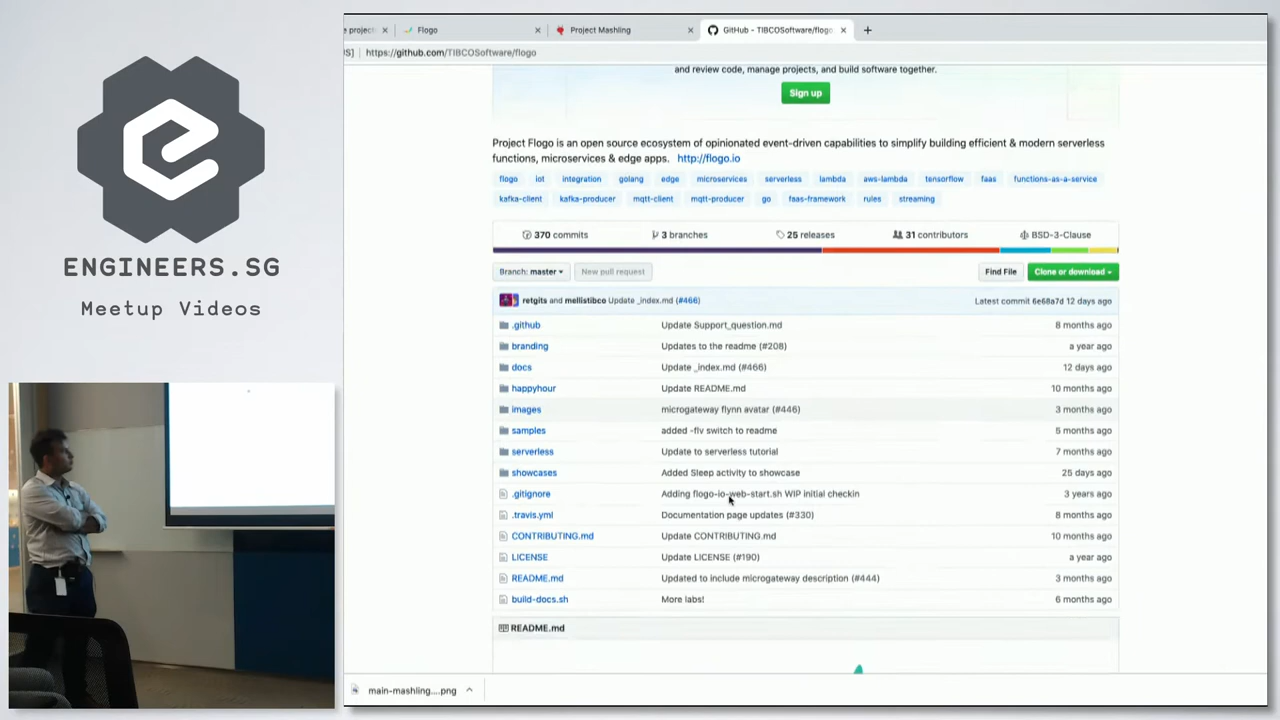 ENGINEERS.SG
Meetup Videos
e project
Flogo
Project Mashling
GitHub - TIBCOSoftware/flogo
https://github.com/TIBCOSoftware/flogo
and review code, manage projects, and build software together.
Sign up
Project Flogo is an open source ecosystem of opinionated event-driven capabilities to simplify building efficient & modern serverless
functions, microservices & edge apps. http://flogo.io
flogo iot integration golang edge microservices serverless lambda aws-lambda tensorflow faas functions-as-a-service
kafka-client kafka-producer mqtt-client mqtt-producer go faas-framework rules streaming
370 commits 3 branches 25 releases 31 contributors BSD-3-Clause
Branch: master New pull request Find File Clone or download
retgits and mellistibco Update _index.md (#466) Latest commit 6e68a7d 12 days ago
.github Update Support_question.md 8 months ago
branding Updates to the readme (#208) a year ago
docs Update _index.md (#466) 12 days ago
happyhour Update README.md 10 months ago
images microgateway flynn avatar (#446) 3 months ago
samples added -flv switch to readme 5 months ago
serverless Update to serverless tutorial 7 months ago
showcases Added Sleep activity to showcase 25 days ago
.gitignore Adding flogo-io-web-start.sh WIP initial checkin 3 years ago
.travis.yml Documentation page updates (#330) 8 months ago
CONTRIBUTING.md Update CONTRIBUTING.md 10 months ago
LICENSE Update LICENSE (#190) a year ago
README.md Updated to include microgateway description (#444) 3 months ago
build-docs.sh More labs! 6 months ago
README.md
main-mashling....png